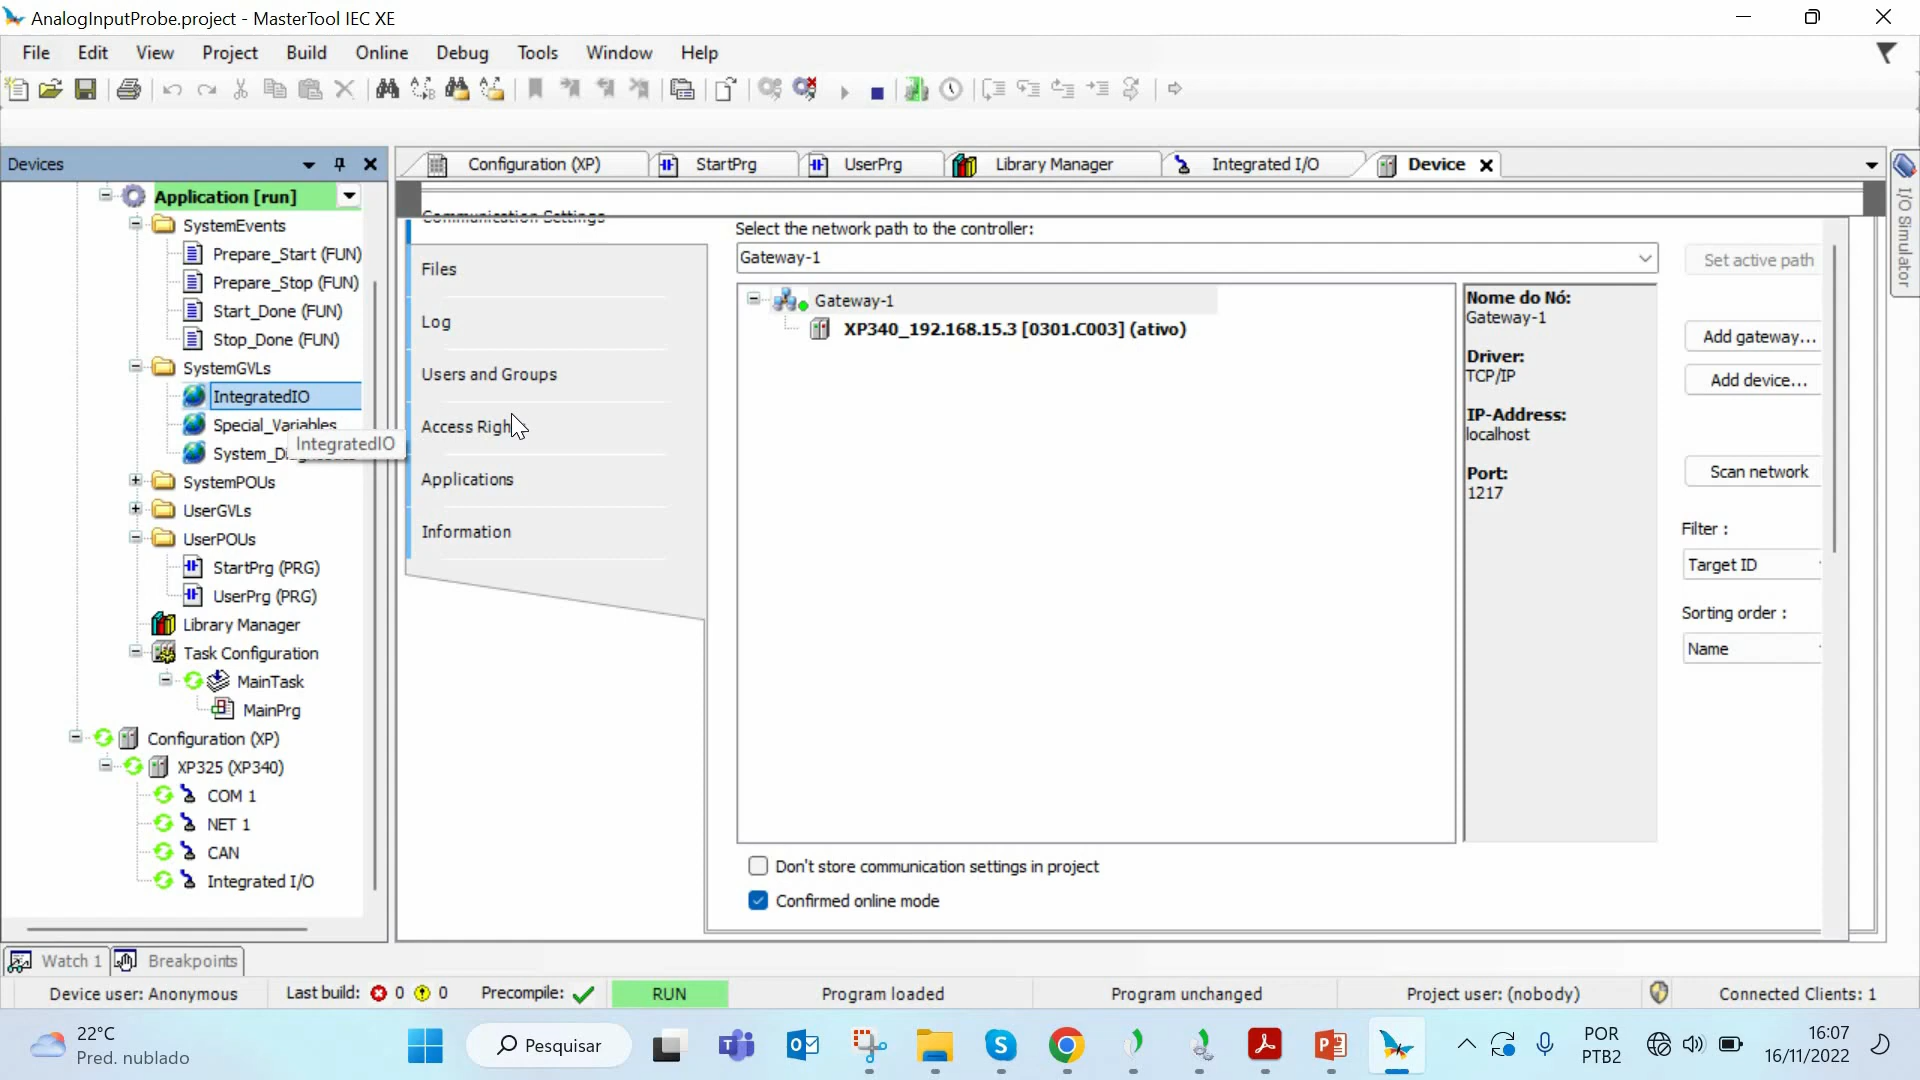 AnalogInputProbe.project - MasterTool IEC XE
File Edit View Project Build Online Debug Tools Window Help
Devices
Configuration (XP) StartPrg UserPrg Library Manager Integrated I/O Device
I/O Simulator
Application [run]
SystemEvents
Prepare_Start (FUN)
Prepare_Stop (FUN)
Start_Done (FUN)
Stop_Done (FUN)
SystemGVLs
IntegratedIO
Special_Variables
System_Di
IntegratedIO
SystemPOUs
UserGVLs
UserPOUs
StartPrg (PRG)
UserPrg (PRG)
Library Manager
Task Configuration
MainTask
MainPrg
Configuration (XP)
XP325 (XP340)
COM 1
NET 1
CAN
Integrated I/O
Communication Settings
Files
Log
Users and Groups
Access Righ
Applications
Information
Select the network path to the controller:
Gateway-1
Gateway-1
XP340_192.168.15.3 [0301.C003] (ativo)
Nome do Nó:
Gateway-1
Driver:
TCP/IP
IP-Address:
localhost
Port:
1217
Set active path
Add gateway...
Add device...
Scan network
Filter :
Target ID
Sorting order :
Name
Don't store communication settings in project
Confirmed online mode
Watch 1 Breakpoints
Device user: Anonymous Last build: 0 0 Precompile: RUN Program loaded Program unchanged Project user: (nobody) Connected Clients: 1
22°C
Pred. nublado
Pesquisar
POR
PTB2
16:07
16/11/2022